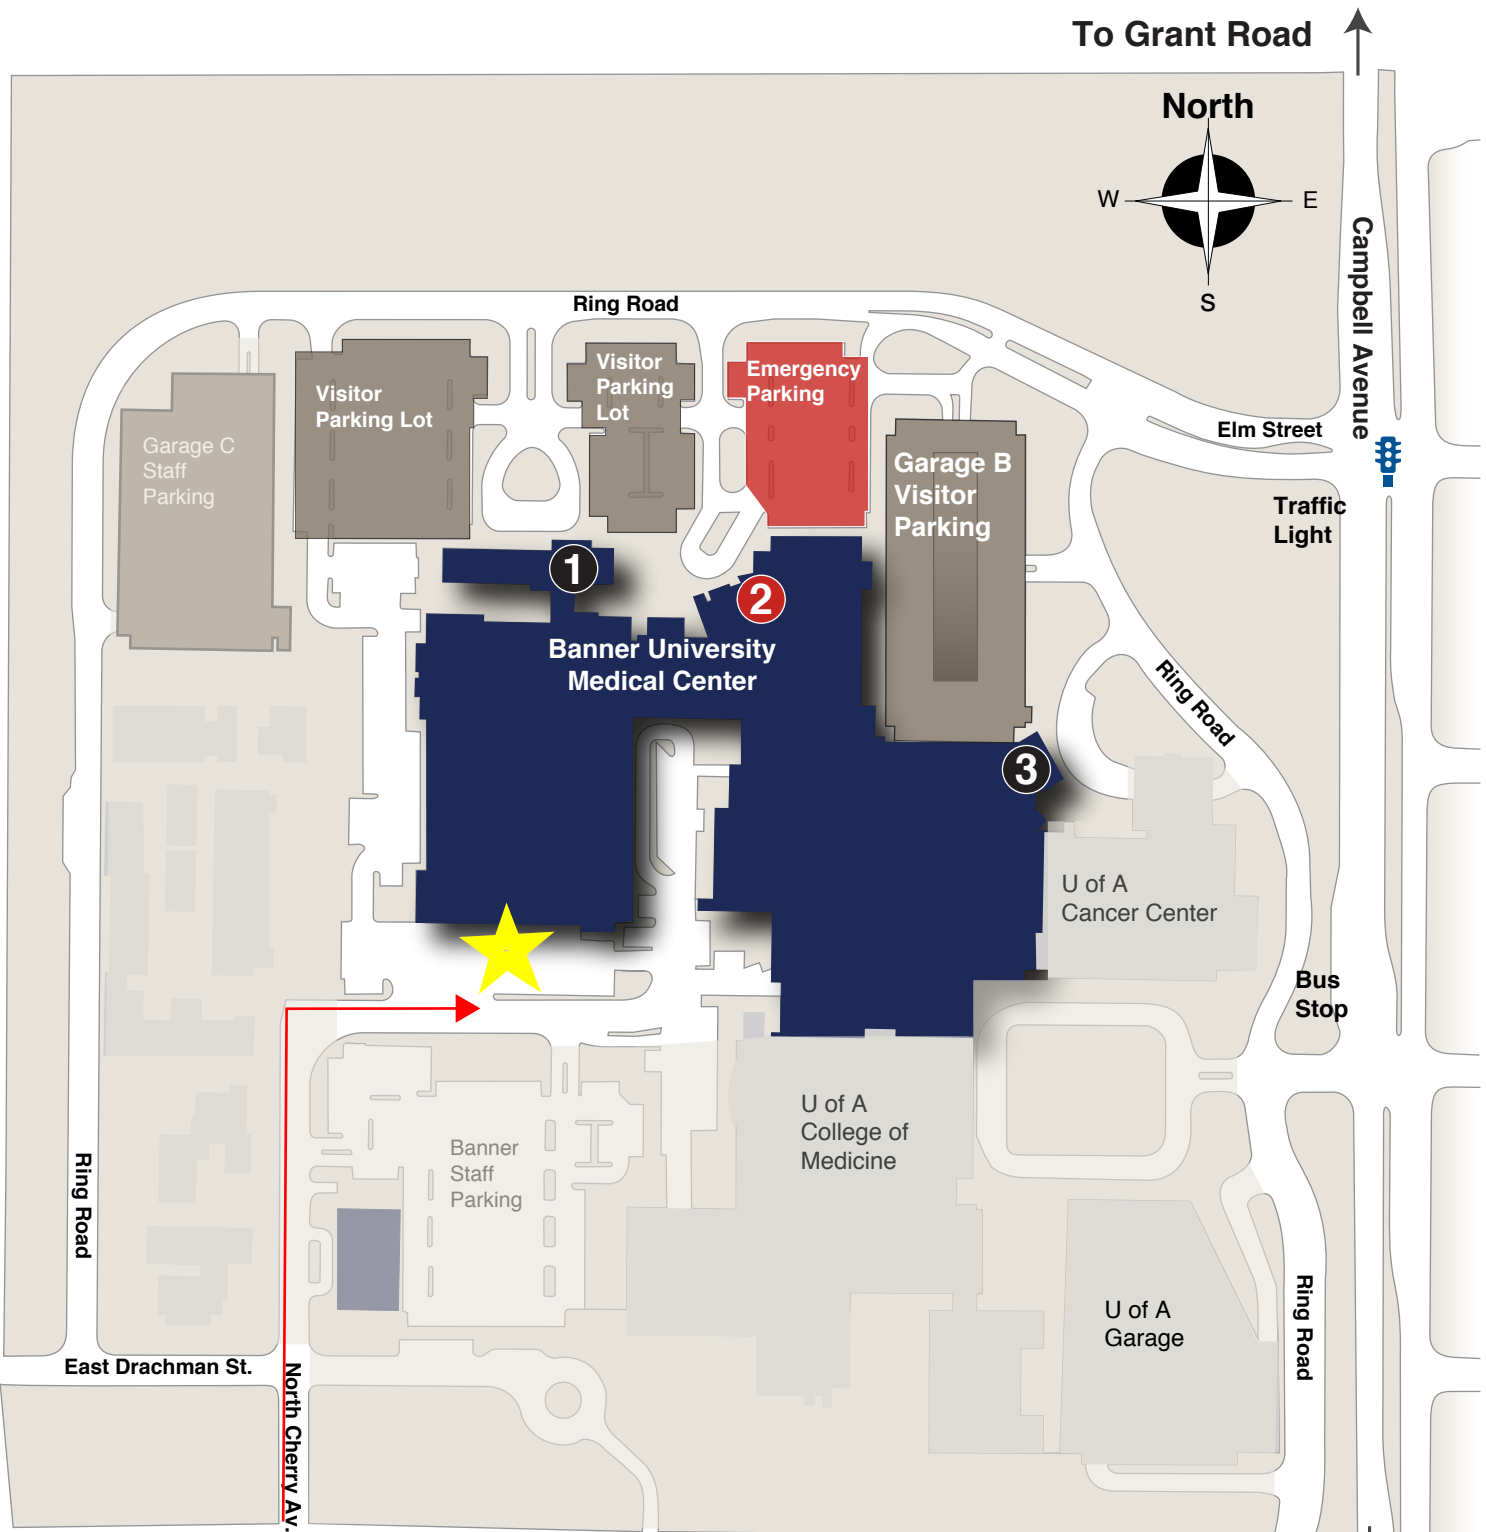 To Grant Road
North
W
E
S
Campbell Avenue
Ring Road
Visitor
Parking Lot
Visitor
Parking
Lot
Emergency
Parking
Garage C
Staff
Parking
Garage B
Visitor
Parking
Elm Street
Traffic
Light
1
2
Banner University
Medical Center
Ring Road
3
U of A
Cancer Center
Bus
Stop
U of A
College of
Medicine
Banner
Staff
Parking
Ring Road
U of A
Garage
Ring Road
East Drachman St.
North Cherry Av.